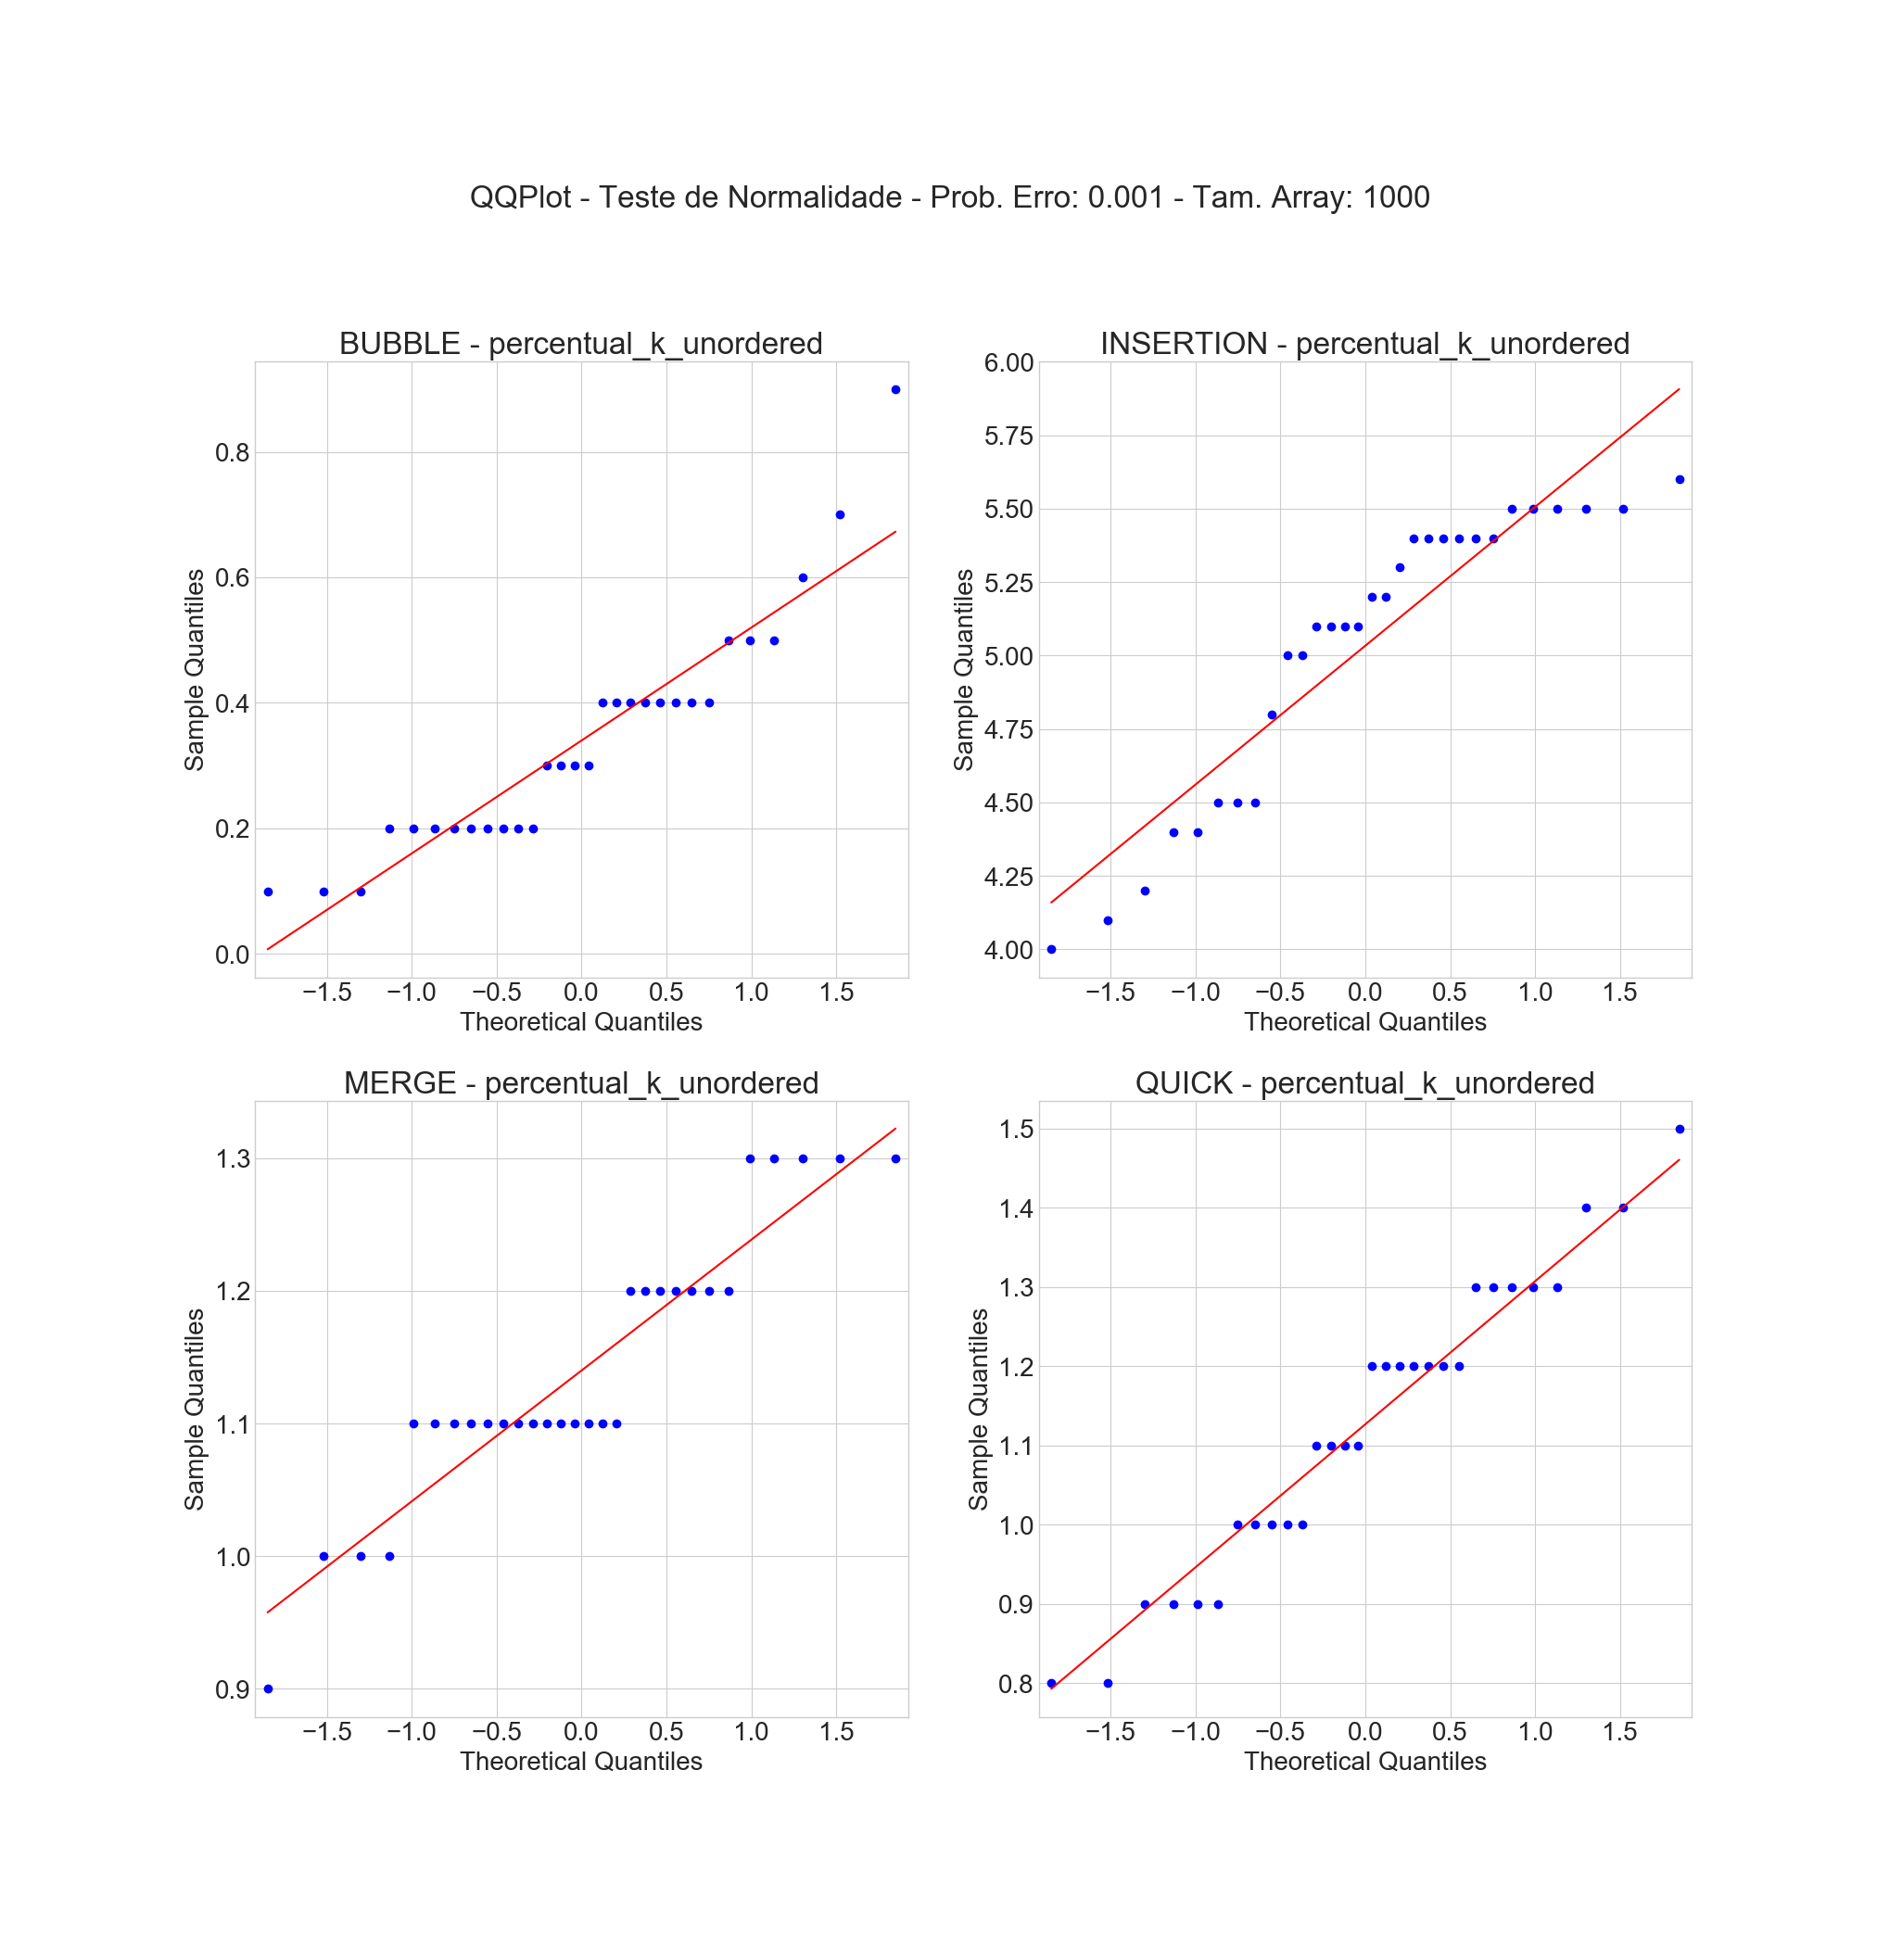 QQPlot - Teste de Normalidade - Prob. Erro: 0.001 - Tam. Array: 1000
BUBBLE - percentual_k_unordered
Sample Quantiles
0.8
0.6
0.4
0.2
0.0
−1.5 −1.0 −0.5 0.0 0.5 1.0 1.5
Theoretical Quantiles
INSERTION - percentual_k_unordered
Sample Quantiles
6.00
5.75
5.50
5.25
5.00
4.75
4.50
4.25
4.00
−1.5 −1.0 −0.5 0.0 0.5 1.0 1.5
Theoretical Quantiles
MERGE - percentual_k_unordered
Sample Quantiles
1.3
1.2
1.1
1.0
0.9
−1.5 −1.0 −0.5 0.0 0.5 1.0 1.5
Theoretical Quantiles
QUICK - percentual_k_unordered
Sample Quantiles
1.5
1.4
1.3
1.2
1.1
1.0
0.9
0.8
−1.5 −1.0 −0.5 0.0 0.5 1.0 1.5
Theoretical Quantiles